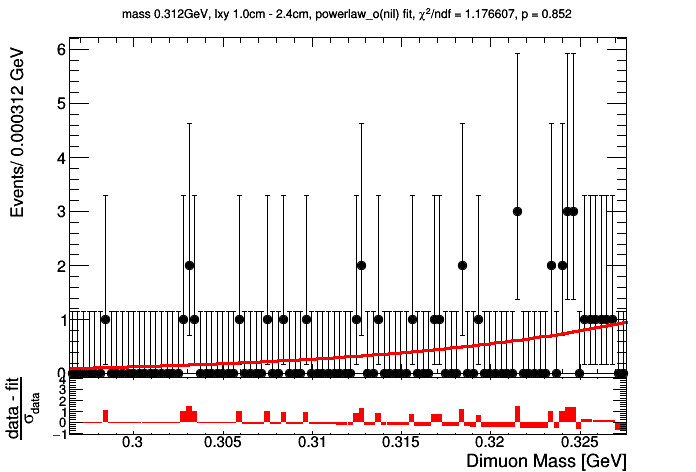 mass 0.312GeV, lxy 1.0cm - 2.4cm, powerlaw_o(nil) fit, χ²/ndf = 1.176607, p = 0.852
Events/ 0.000312 GeV
6
5
4
3
2
1
0
data - fit
σdata
4
3
2
1
0
−1
0.3 0.305 0.31 0.315 0.32 0.325
Dimuon Mass [GeV]